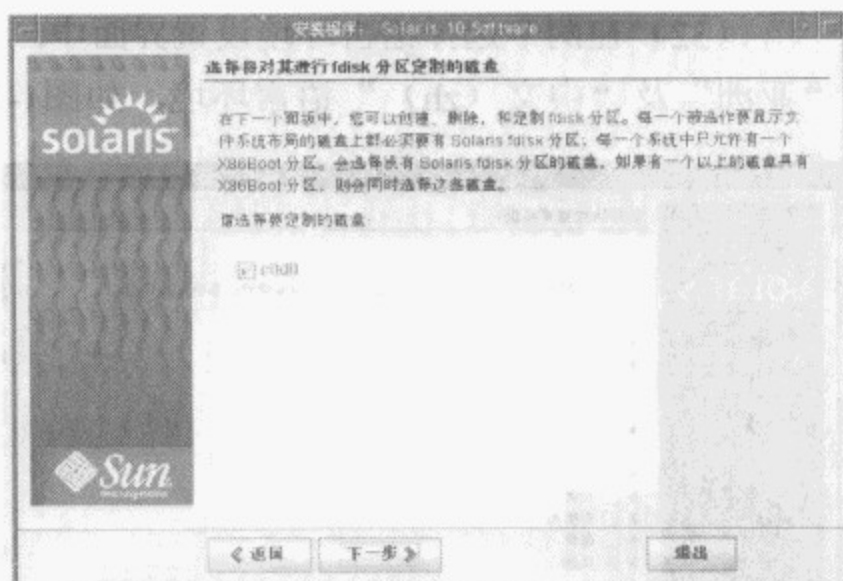 安装程序: Solaris 10 Software
选择将对其进行 fdisk 分区定制的磁盘
在下一个面板中，您可以创建、删除、和定制 fdisk 分区。每一个被选作要显示文
件系统布局的磁盘上都必须要有 Solaris fdisk 分区；每一个系统中只允许有一个
X86Boot 分区。会选择没有 Solaris fdisk 分区的磁盘，如果有一个以上的磁盘具有
X86Boot 分区，则会同时选择这些磁盘。
请选择要定制的磁盘
c0d0
solaris
Sun
microsystems
返回
下一步
退出